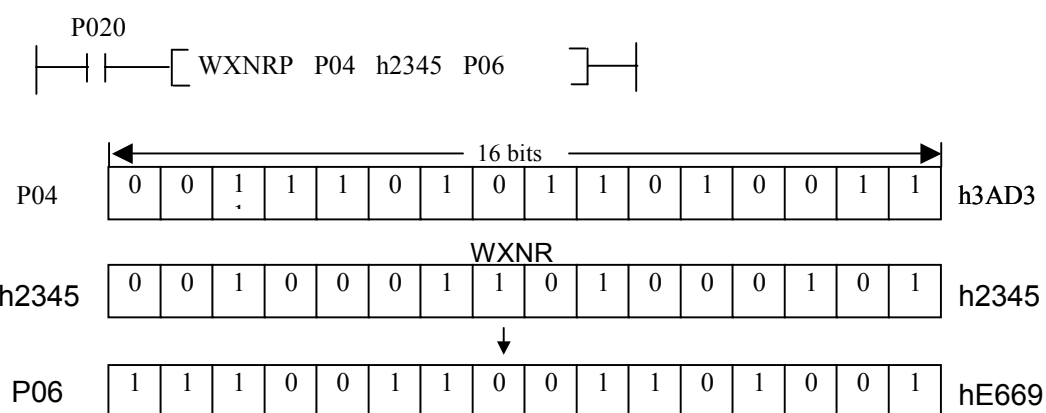 P020
WXNRP P04 h2345 P06
16 bits
P04 0 0 1 1 1 0 1 0 1 1 0 1 0 0 1 1 h3AD3
WXNR
h2345 0 0 1 0 0 0 1 1 0 1 0 0 0 1 0 1 h2345
P06 1 1 1 0 0 1 1 0 0 1 1 0 1 0 0 1 hE669